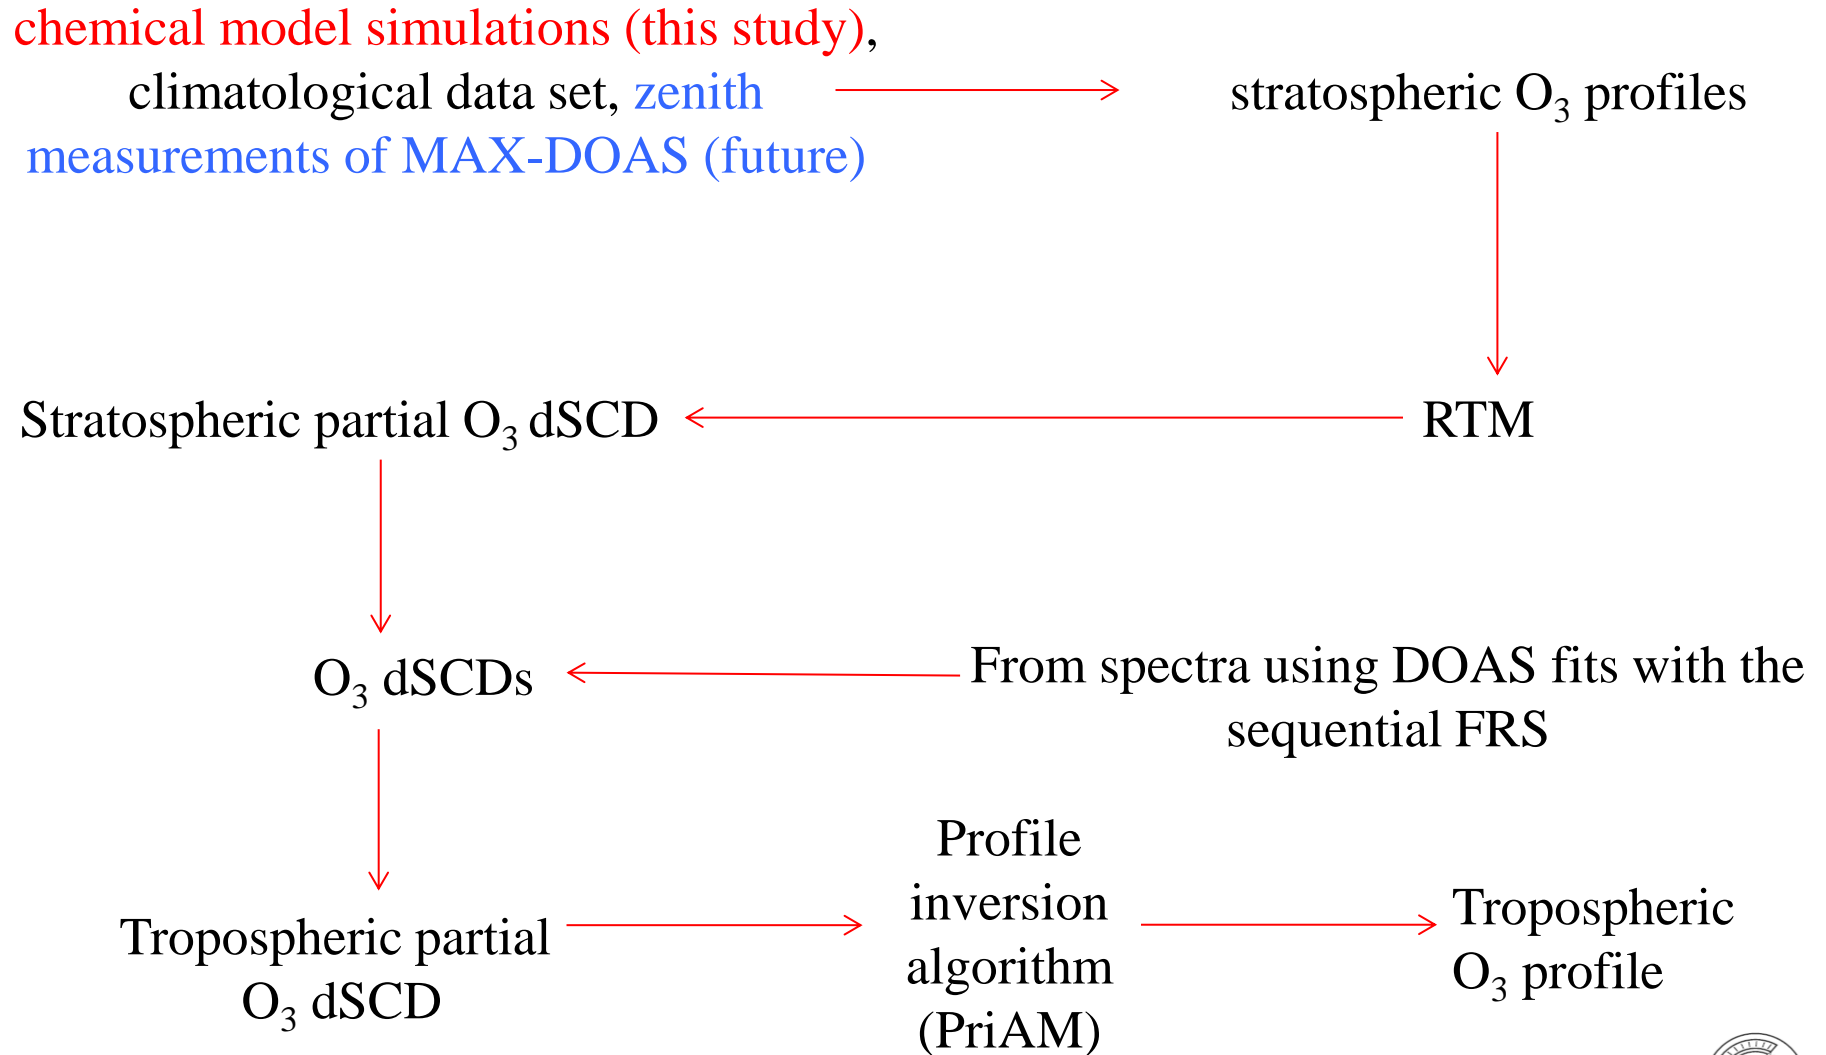 chemical model simulations (this study),
climatological data set, zenith
measurements of MAX-DOAS (future)
stratospheric O₃ profiles
Stratospheric partial O₃ dSCD
RTM
O₃ dSCDs
From spectra using DOAS fits with the
sequential FRS
Tropospheric partial
O₃ dSCD
Profile
inversion
algorithm
(PriAM)
Tropospheric
O₃ profile